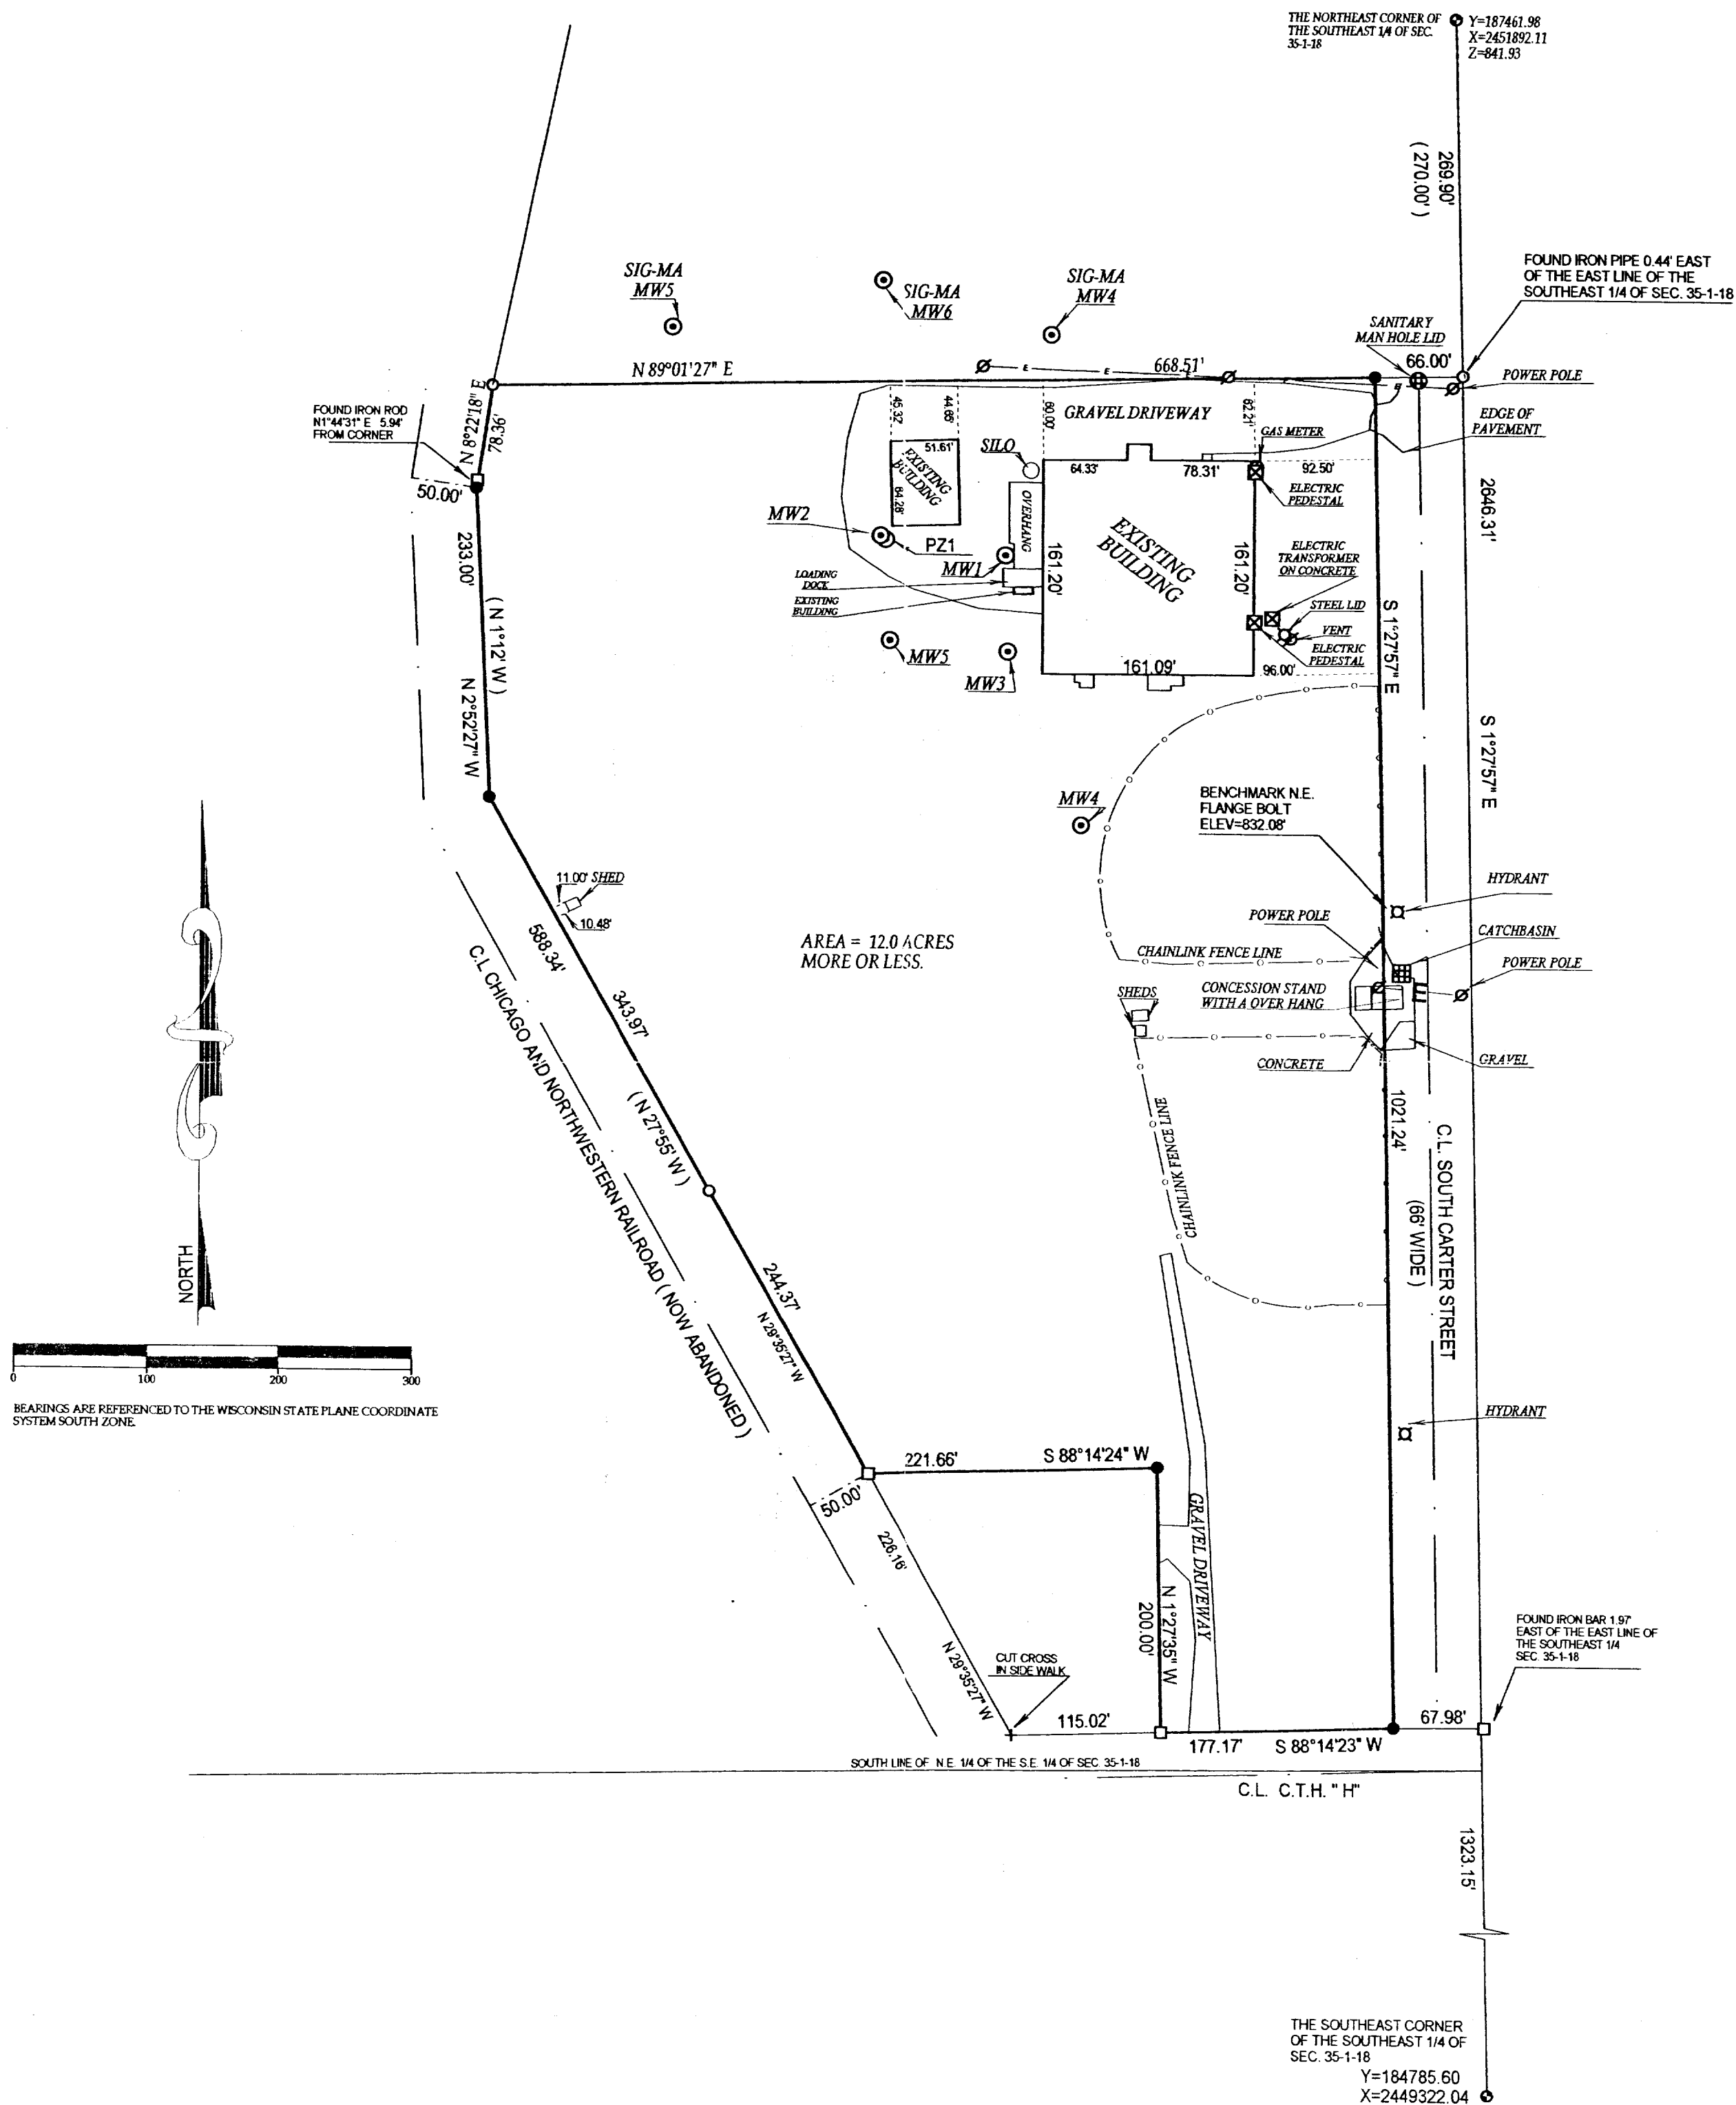 THE NORTHEAST CORNER OF
THE SOUTHEAST 1/4 OF SEC.
35-1-18
Y=187461.98
X=2451892.11
Z=841.93
269.90'
( 270.00' )
FOUND IRON PIPE 0.44' EAST
OF THE EAST LINE OF THE
SOUTHEAST 1/4 OF SEC. 35-1-18
SIG-MA
MW5
SIG-MA
MW6
SIG-MA
MW4
SANITARY
MAN HOLE LID
66.00'
POWER POLE
N 89°01'27" E
E
E
668.51'
E
FOUND IRON ROD
N1°44'31" E 5.94'
FROM CORNER
N 8°22'18" E
78.36'
50.00'
45.32'
44.66'
60.00'
GRAVEL DRIVEWAY
62.21'
GAS METER
EDGE OF
PAVEMENT
SILO
51.61'
EXISTING
BUILDING
64.28'
64.33'
78.31'
92.50'
ELECTRIC
PEDESTAL
OVERHANG
MW2
PZ1
MW1
LOADING
DOCK
EXISTING
BUILDING
161.20'
EXISTING
BUILDING
161.20'
ELECTRIC
TRANSFORMER
ON CONCRETE
STEEL LID
VENT
ELECTRIC
PEDESTAL
161.09'
96.00'
MW5
MW3
233.00'
( N 1°12' W )
N 2°52'27" W
S 1°27'57" E
2646.31'
S 1°27'57" E
MW4
BENCHMARK N.E.
FLANGE BOLT
ELEV=832.08'
HYDRANT
11.00' SHED
10.48'
POWER POLE
CATCHBASIN
AREA = 12.0 ACRES
MORE OR LESS.
CHAINLINK FENCE LINE
POWER POLE
SHEDS
CONCESSION STAND
WITH A OVER HANG
CONCRETE
GRAVEL
588.34'
343.97'
( N 27°55' W )
C.L CHICAGO AND NORTHWESTERN RAILROAD ( NOW ABANDONED )
CHAINLINK FENCE LINE
1021.24'
C.L. SOUTH CARTER STREET
(66' WIDE )
NORTH
244.37'
N 29°35'27" W
0 100 200 300
BEARINGS ARE REFERENCED TO THE WISCONSIN STATE PLANE COORDINATE
SYSTEM SOUTH ZONE.
HYDRANT
221.66'
S 88°14'24" W
50.00'
226.16'
N 29°35'27" W
GRAVEL DRIVEWAY
N 1°27'35" W
200.00'
CUT CROSS
IN SIDE WALK
FOUND IRON BAR 1.97'
EAST OF THE EAST LINE OF
THE SOUTHEAST 1/4
SEC. 35-1-18
115.02'
177.17'
S 88°14'23" W
67.98'
SOUTH LINE OF N.E. 1/4 OF THE S.E. 1/4 OF SEC. 35-1-18
C.L. C.T.H. " H"
1323.15'
THE SOUTHEAST CORNER
OF THE SOUTHEAST 1/4 OF
SEC. 35-1-18
Y=184785.60
X=2449322.04